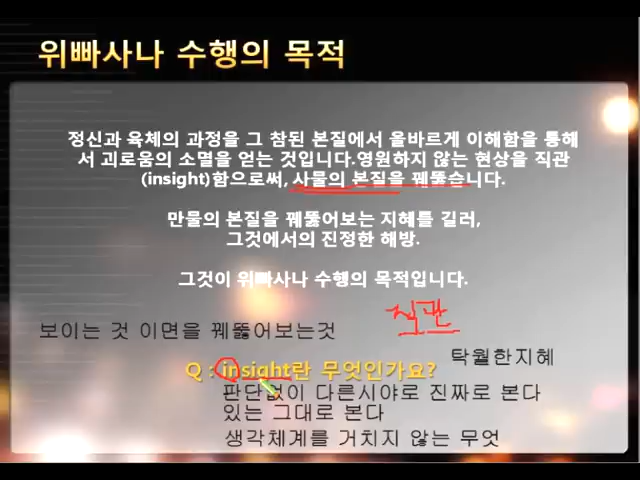 위빠사나 수행의 목적
정신과 육체의 과정을 그 참된 본질에서 올바르게 이해함을 통해
서 괴로움의 소멸을 얻는 것입니다.영원하지 않는 현상을 직관
(insight)함으로써, 사물의 본질을 꿰뚫습니다.
만물의 본질을 꿰뚫어보는 지혜를 길러,
그것에서의 진정한 해방.
그것이 위빠사나 수행의 목적입니다.
직관
보이는 것 이면을 꿰뚫어보는것
탁월한지혜
Q : insight란 무엇인가요?
판단없이 다른시야로 진짜로 본다
있는 그대로 본다
생각체계를 거치지 않는 무엇